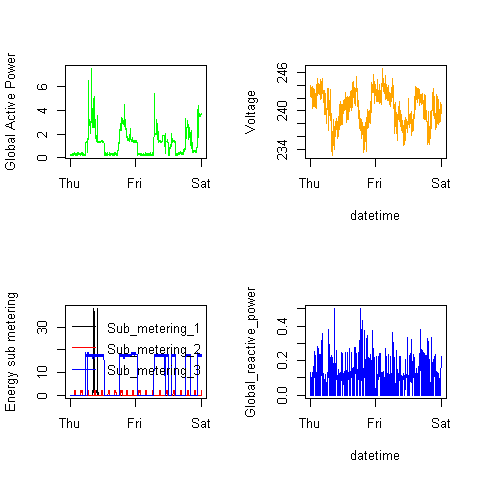 Global Active Power
0 2 4 6
Thu Fri Sat
Voltage
234 240 246
Thu Fri Sat
datetime
Energy sub metering
0 10 30
Sub_metering_1
Sub_metering_2
Sub_metering_3
Thu Fri Sat
Global_reactive_power
0.0 0.2 0.4
Thu Fri Sat
datetime